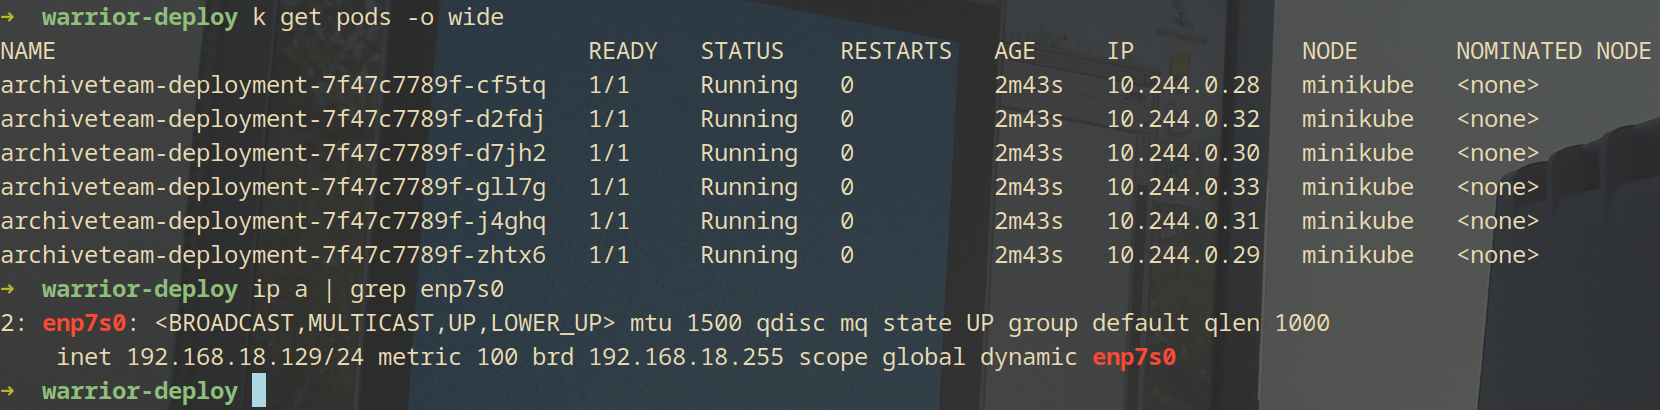 → warrior-deploy k get pods -o wide
NAME READY STATUS RESTARTS AGE IP NODE NOMINATED NODE
archiveteam-deployment-7f47c7789f-cf5tq 1/1 Running 0 2m43s 10.244.0.28 minikube <none>
archiveteam-deployment-7f47c7789f-d2fdj 1/1 Running 0 2m43s 10.244.0.32 minikube <none>
archiveteam-deployment-7f47c7789f-d7jh2 1/1 Running 0 2m43s 10.244.0.30 minikube <none>
archiveteam-deployment-7f47c7789f-gll7g 1/1 Running 0 2m43s 10.244.0.33 minikube <none>
archiveteam-deployment-7f47c7789f-j4ghq 1/1 Running 0 2m43s 10.244.0.31 minikube <none>
archiveteam-deployment-7f47c7789f-zhtx6 1/1 Running 0 2m43s 10.244.0.29 minikube <none>
→ warrior-deploy ip a | grep enp7s0
2: enp7s0: <BROADCAST,MULTICAST,UP,LOWER_UP> mtu 1500 qdisc mq state UP group default qlen 1000
inet 192.168.18.129/24 metric 100 brd 192.168.18.255 scope global dynamic enp7s0
→ warrior-deploy